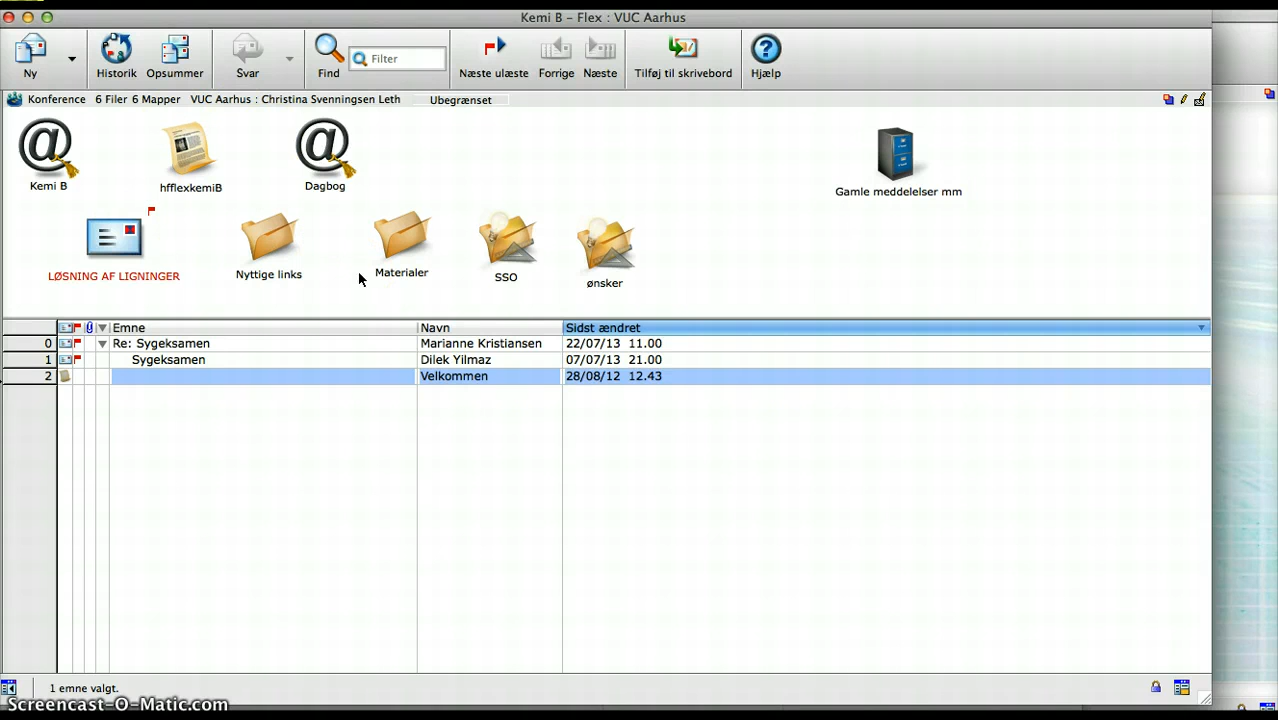 Kemi B – Flex : VUC Aarhus
Ny Historik Opsummer Svar Find Filter Næste ulæste Forrige Næste Tilføj til skrivebord Hjælp
Konference 6 Filer 6 Mapper VUC Aarhus : Christina Svenningsen Leth Ubegrænset
Kemi B hfflexkemiB Dagbog Gamle meddelelser mm
LØSNING AF LIGNINGER Nyttige links Materialer SSO ønsker
Emne Navn Sidst ændret
0 Re: Sygeksamen Marianne Kristiansen 22/07/13 11.00
1 Sygeksamen Dilek Yilmaz 07/07/13 21.00
2 Velkommen 28/08/12 12.43
1 emne valgt.
Screencast-O-Matic.com